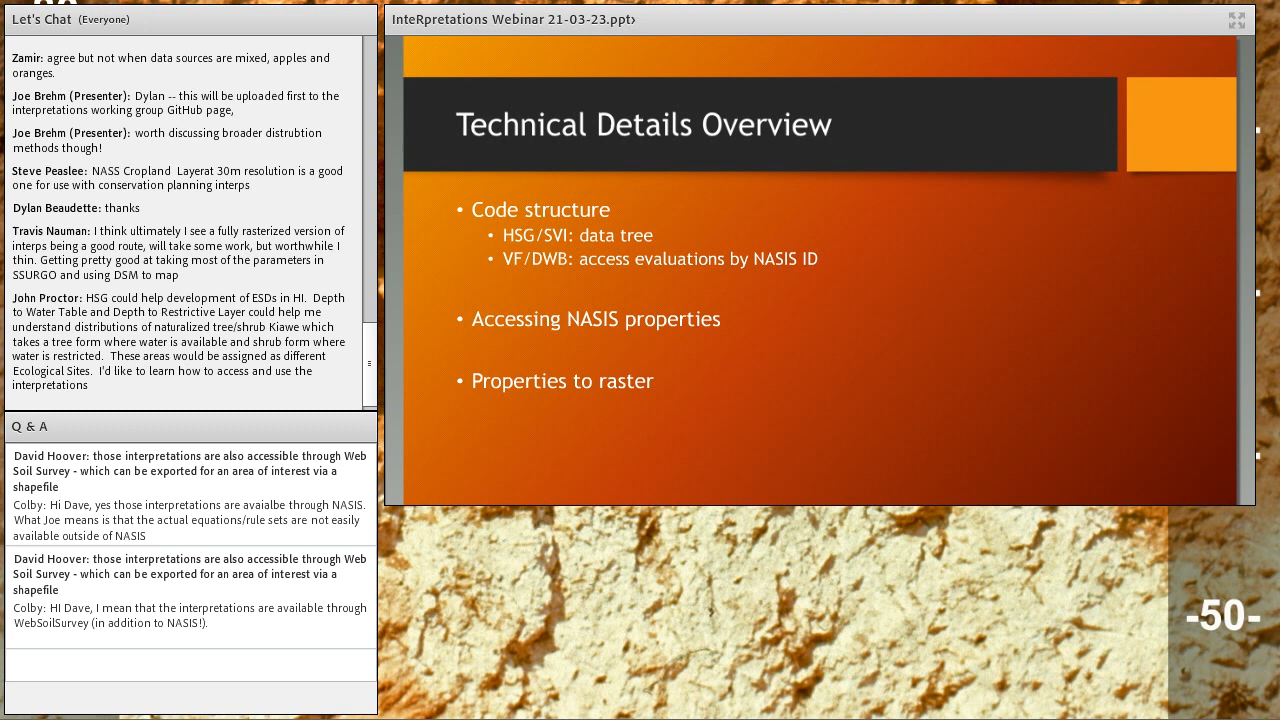 Let's Chat (Everyone)
Zamir: agree but not when data sources are mixed, apples and
oranges.
Joe Brehm (Presenter): Dylan -- this will be uploaded first to the
interpretations working group GitHub page,
Joe Brehm (Presenter): worth discussing broader distrubtion
methods though!
Steve Peaslee: NASS Cropland  Layerat 30m resolution is a good
one for use with conservation planning interps
Dylan Beaudette: thanks
Travis Nauman: I think ultimately I see a fully rasterized version of
interps being a good route, will take some work, but worthwhile I
thin. Getting pretty good at taking most of the parameters in
SSURGO and using DSM to map
John Proctor: HSG could help development of ESDs in HI.  Depth
to Water Table and Depth to Restrictive Layer could help me
understand distributions of naturalized tree/shrub Kiawe which
takes a tree form where water is available and shrub form where
water is restricted.  These areas would be assigned as different
Ecological Sites.  I'd like to learn how to access and use the
interpretations
Q & A
David Hoover: those interpretations are also accessible through Web
Soil Survey - which can be exported for an area of interest via a
shapefile
Colby: Hi Dave, yes those interpretations are avaialbe through NASIS.
What Joe means is that the actual equations/rule sets are not easily
available outside of NASIS
David Hoover: those interpretations are also accessible through Web
Soil Survey - which can be exported for an area of interest via a
shapefile
Colby: HI Dave, I mean that the interpretations are available through
WebSoilSurvey (in addition to NASIS!).
InteRpretations Webinar 21-03-23.ppt›
Technical Details Overview
• Code structure
• HSG/SVI: data tree
• VF/DWB: access evaluations by NASIS ID
• Accessing NASIS properties
• Properties to raster
-50-